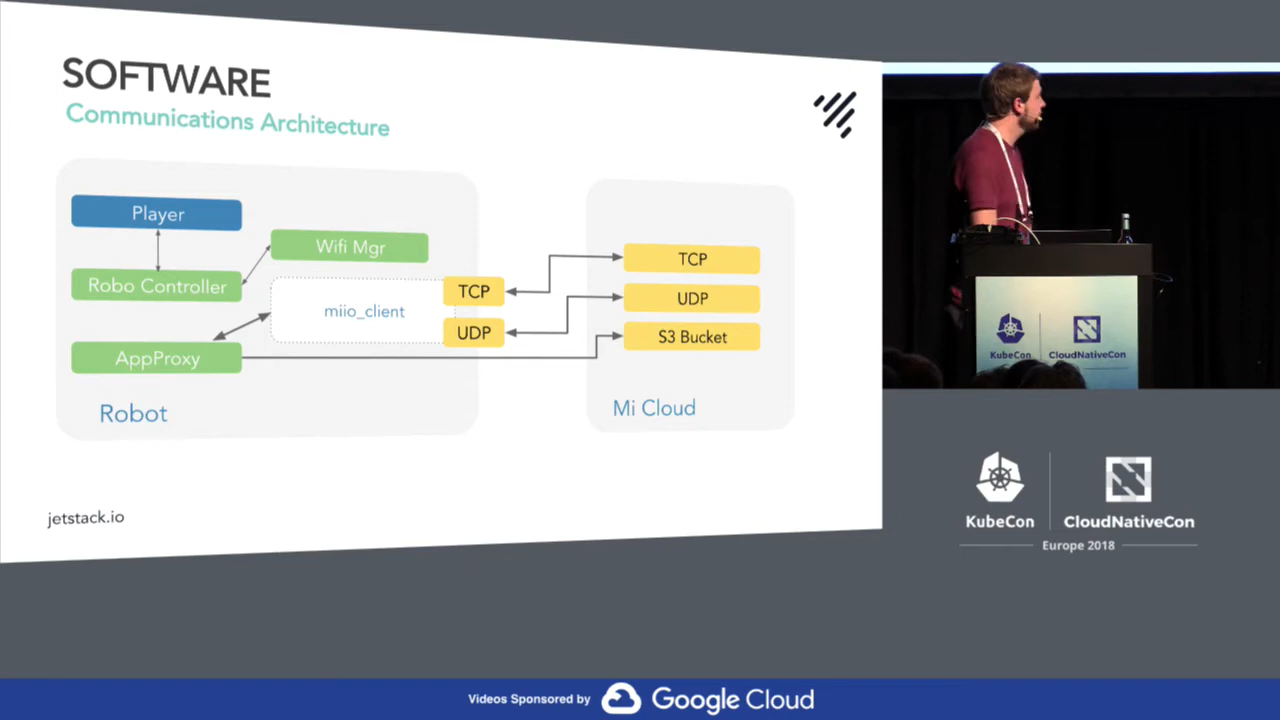 SOFTWARE
Communications Architecture
Player
Wifi Mgr
Robo Controller
miio_client
AppProxy
TCP
UDP
Robot
TCP
UDP
S3 Bucket
Mi Cloud
jetstack.io
KubeCon
CloudNativeCon
KubeCon
CloudNativeCon
Europe 2018
Videos Sponsored by
Google Cloud